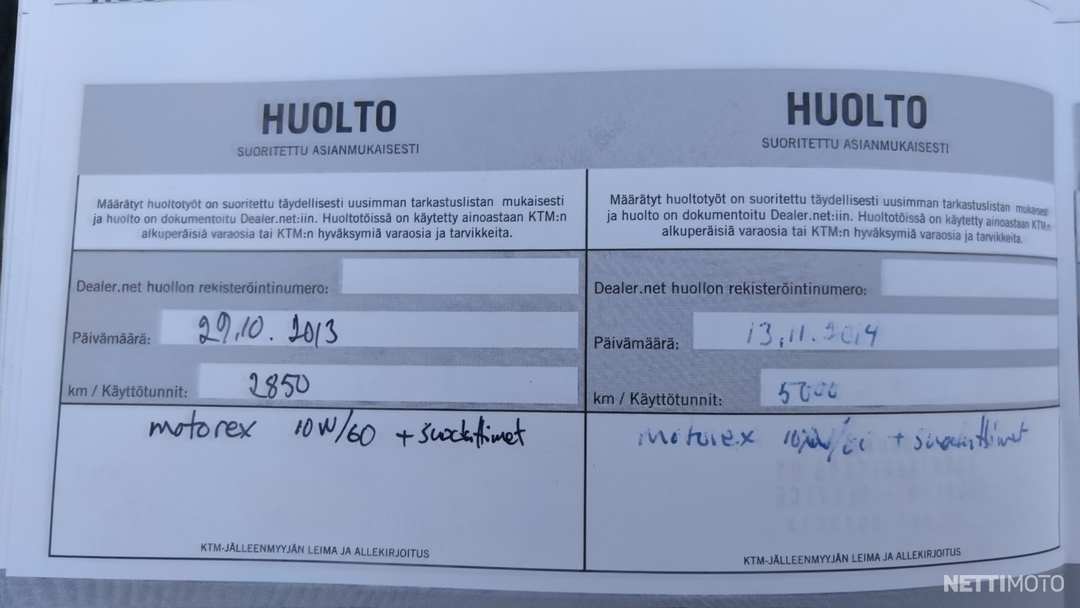 HUOLTO
SUORITETTU ASIANMUKAISESTI
Määrätyt huoltotyöt on suoritettu täydellisesti uusimman tarkastuslistan mukaisesti
ja huolto on dokumentoitu Dealer.net:iin. Huoltotöissä on käytetty ainoastaan KTM:n
alkuperäisiä varaosia tai KTM:n hyväksymiä varaosia ja tarvikkeita.
Dealer.net huollon rekisteröintinumero:
Päivämäärä: 29.10. 2013
km / Käyttötunnit: 2850
motorex 10W/60 + suodattimet
KTM-JÄLLEENMYYJÄN LEIMA JA ALLEKIRJOITUS
HUOLTO
SUORITETTU ASIANMUKAISESTI
Määrätyt huoltotyöt on suoritettu täydellisesti uusimman tarkastuslistan mukaisesti
ja huolto on dokumentoitu Dealer.net:iin. Huoltotöissä on käytetty ainoastaan KTM:n
alkuperäisiä varaosia tai KTM:n hyväksymiä varaosia ja tarvikkeita.
Dealer.net huollon rekisteröintinumero:
Päivämäärä: 13.11.2014
km / Käyttötunnit: 5000
Motorex 10W/60 + suodattimet
KTM-JÄLLEENMYYJÄN LEIMA JA ALLEKIRJOITUS
NETTIMOTO